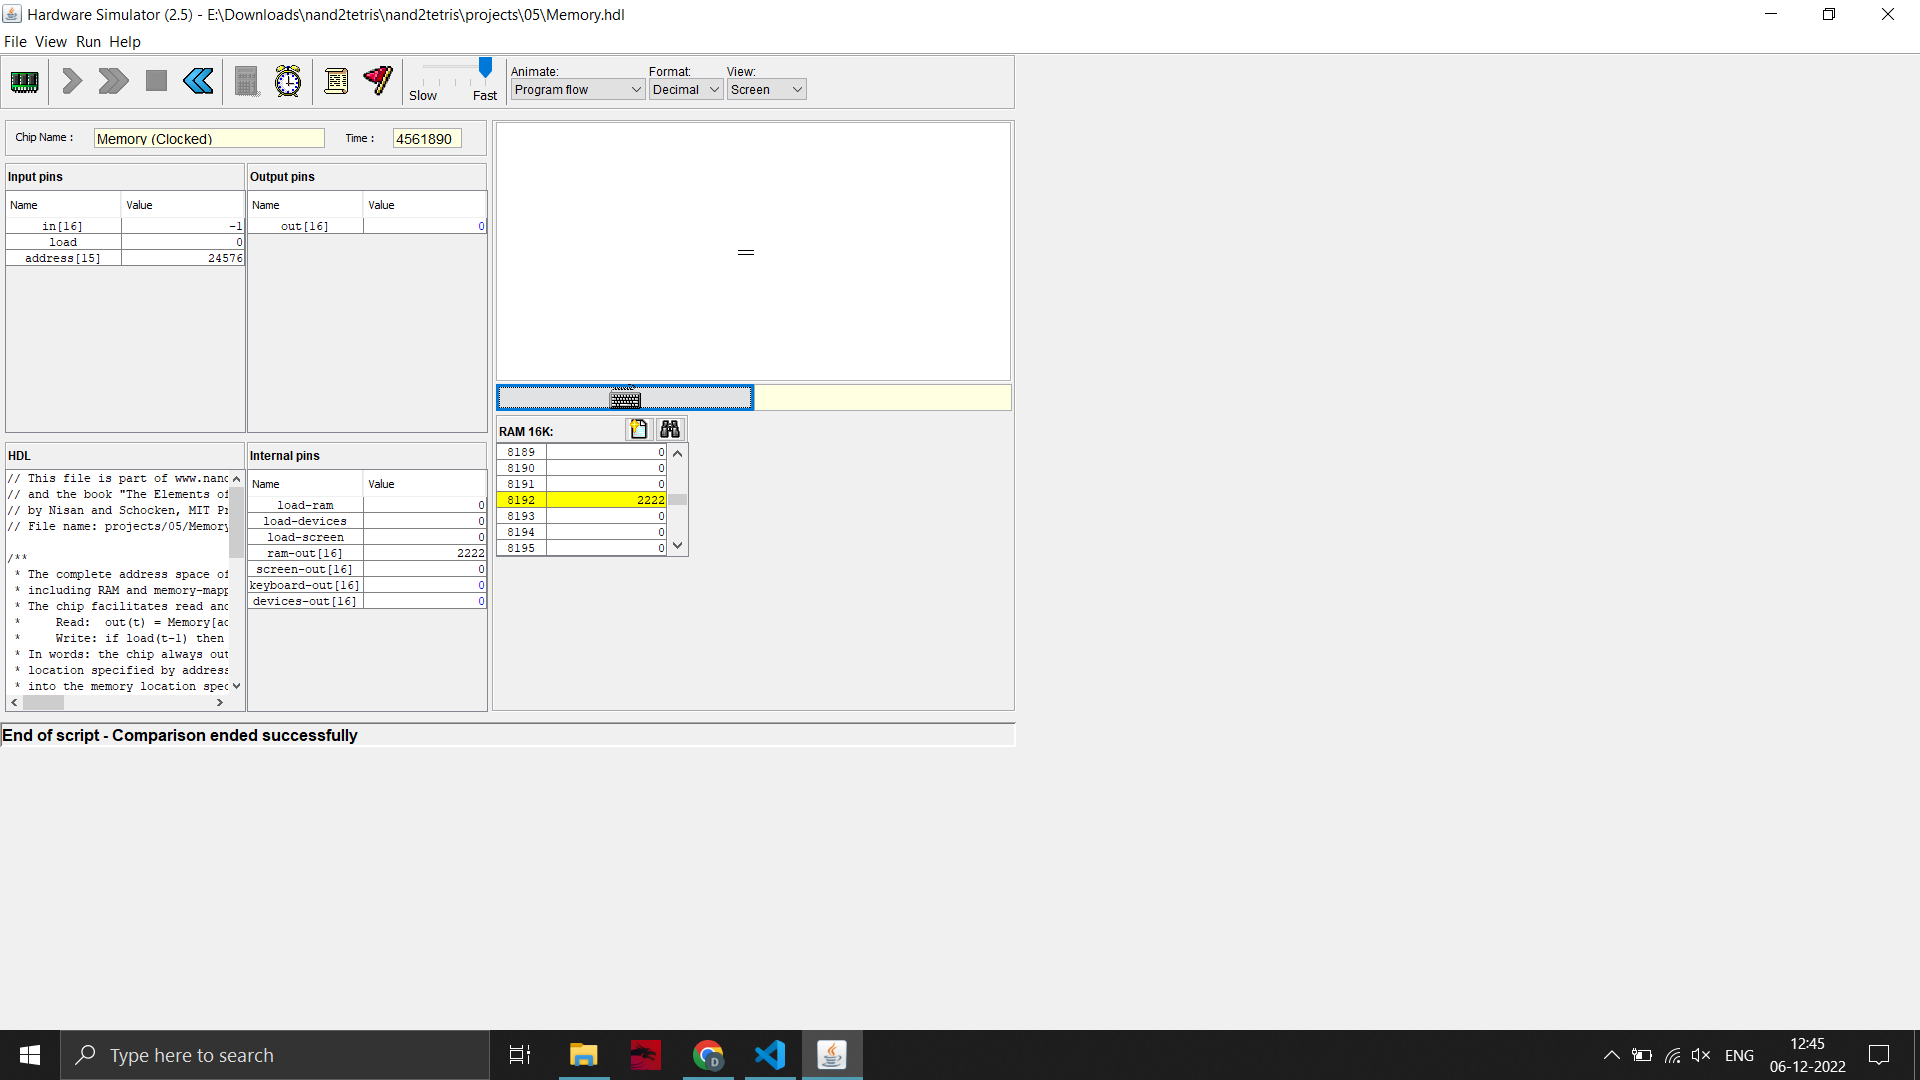 Hardware Simulator (2.5) - E:\Downloads\nand2tetris\nand2tetris\projects\05\Memory.hdl
File View Run Help
Slow Fast
Animate: Format: View:
Program flow Decimal Screen
Chip Name : Memory (Clocked) Time : 4561890
Input pins
Name Value
in[16] -1
load 0
address[15] 24576
Output pins
Name Value
out[16] 0
HDL
// This file is part of www.nanc
// and the book "The Elements of
// by Nisan and Schocken, MIT Pr
// File name: projects/05/Memory
/**
* The complete address space of
* including RAM and memory-mapp
* The chip facilitates read and
* Read: out(t) = Memory[ac
* Write: if load(t-1) then
* In words: the chip always out
* location specified by address
* into the memory location spec
Internal pins
Name Value
load-ram 0
load-devices 0
load-screen 0
ram-out[16] 2222
screen-out[16] 0
keyboard-out[16] 0
devices-out[16] 0
RAM 16K:
8189 0
8190 0
8191 0
8192 2222
8193 0
8194 0
8195 0
End of script - Comparison ended successfully
Type here to search
D
ENG
12:45
06-12-2022